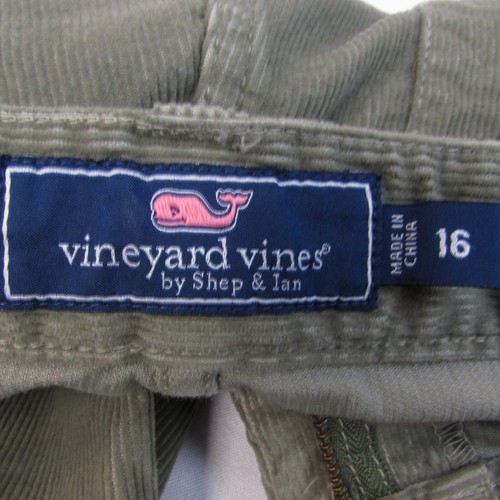 vineyard vines®
by Shep & Ian
MADE IN
CHINA
16